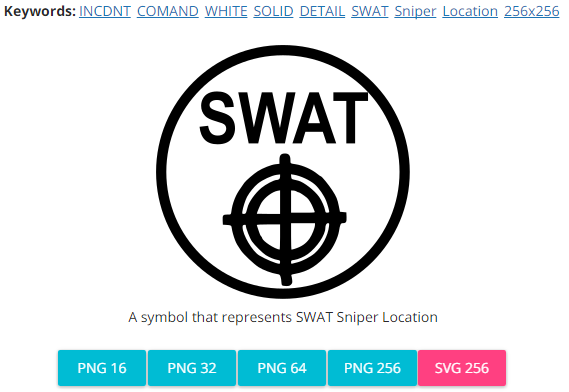 Keywords: INCDNT COMAND WHITE SOLID DETAIL SWAT Sniper Location 256x256
SWAT
A symbol that represents SWAT Sniper Location
PNG 16 PNG 32 PNG 64 PNG 256 SVG 256